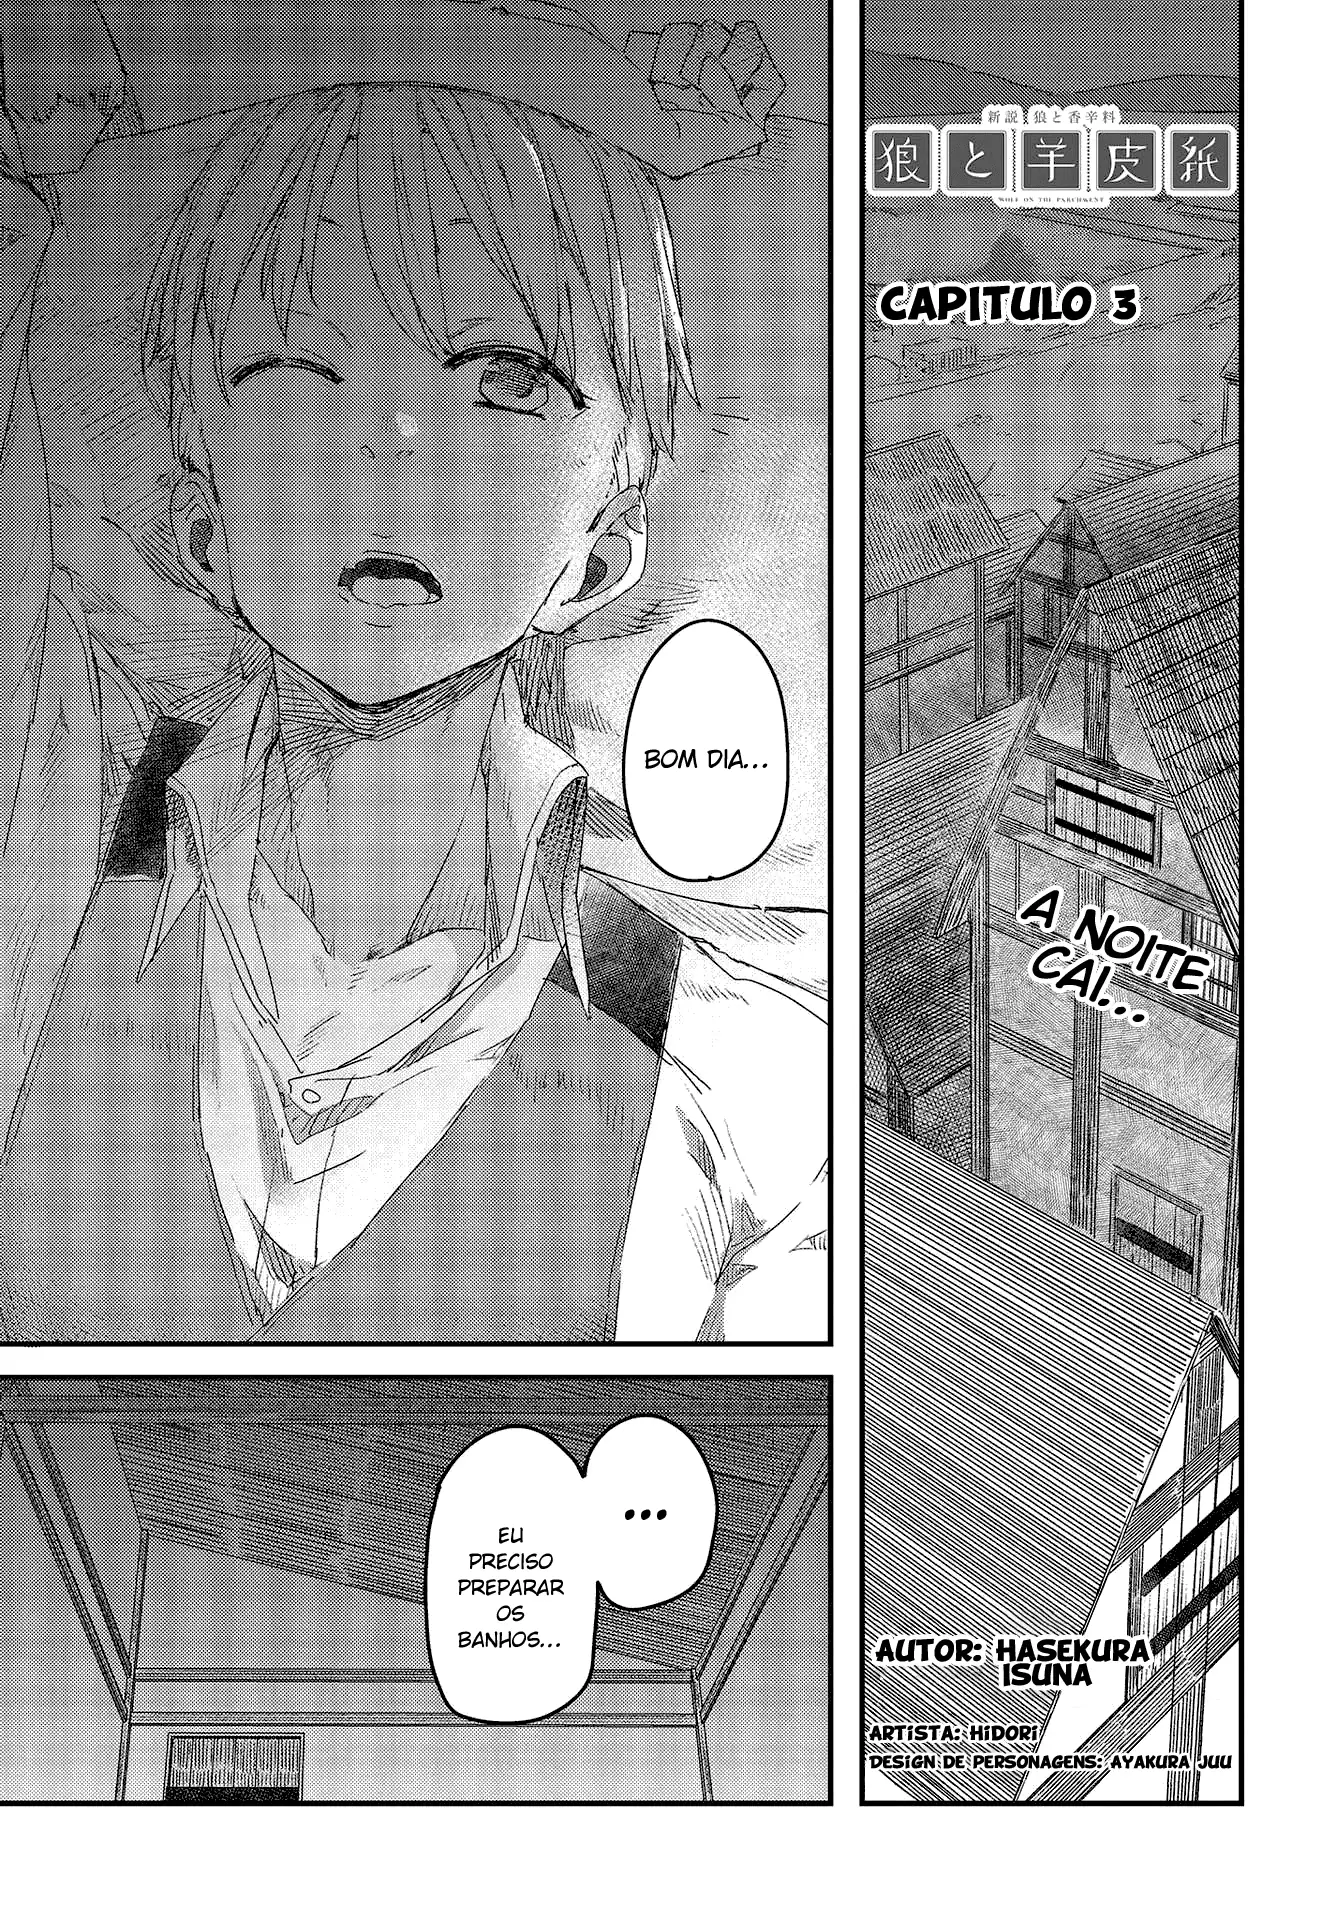 新説 狼と香辛料
狼と羊皮紙
WOLF ON THE PARCHMENT
CAPITULO 3
A NOITE
CAI...
AUTOR: HASEKURA
ISUNA
ARTISTA: HIDORI
DESIGN DE PERSONAGENS: AYAKURA JUU
BOM DIA...
...
EU
PRECISO
PREPARAR
OS
BANHOS...